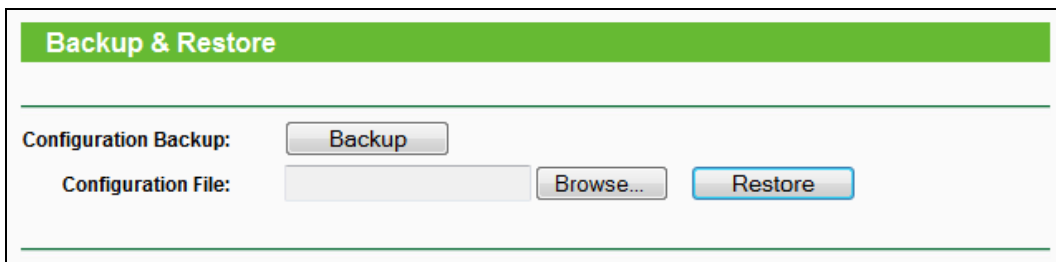 Backup & Restore
Configuration Backup: Backup
Configuration File: Browse... Restore